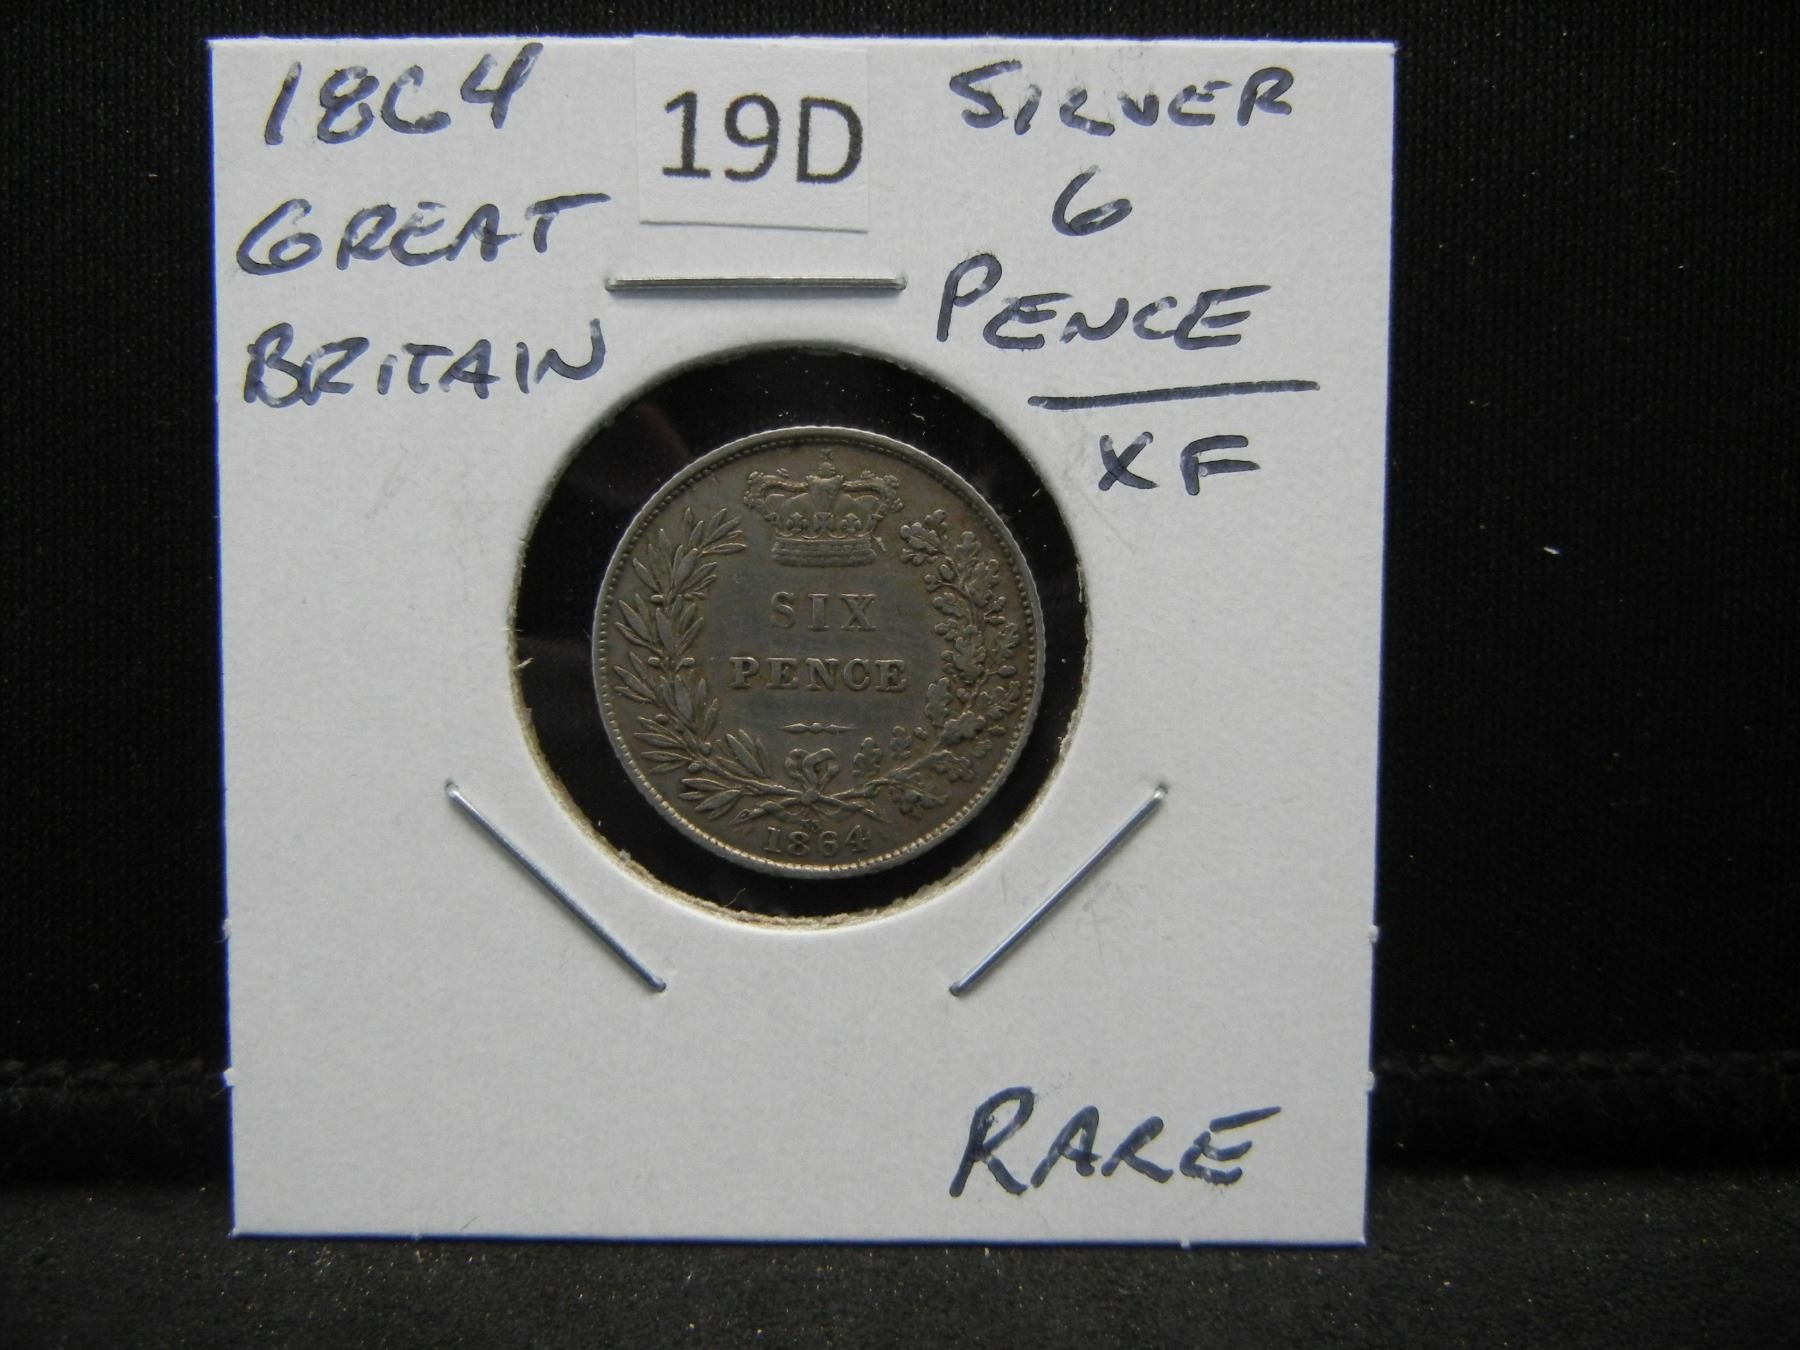 1864
GREAT
BRITAIN
19D
SILVER
6
PENCE
XF
SIX
PENCE
1864
RARE